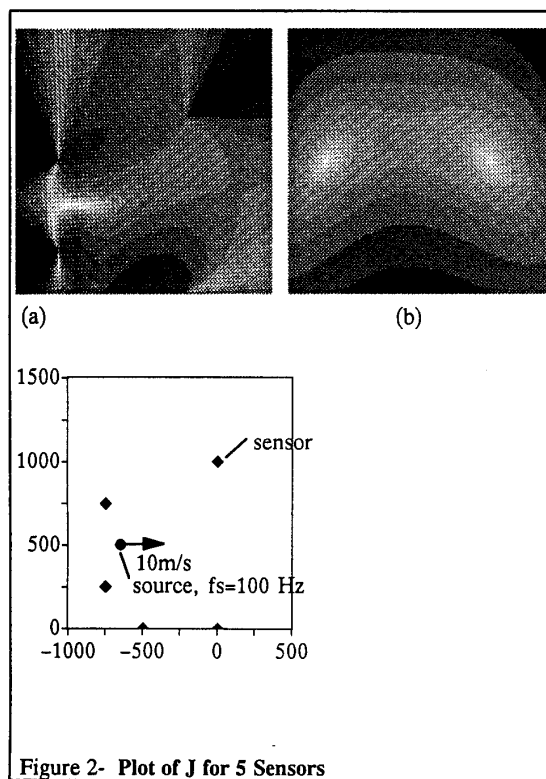 (a) (b)
1500
sensor
1000
500
10m/s
source, fs=100 Hz
0
-1000 -500 0 500
Figure 2- Plot of J for 5 Sensors